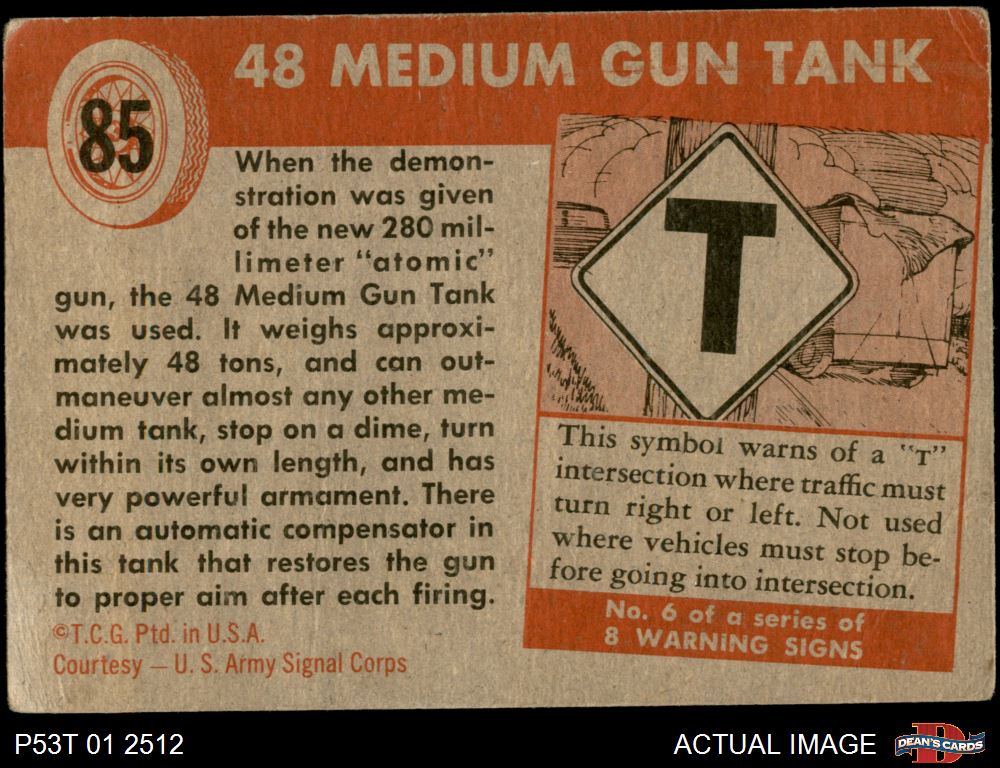 85
48 MEDIUM GUN TANK
When the demon-
stration was given
of the new 280 mil-
limeter "atomic"
gun, the 48 Medium Gun Tank
was used. It weighs approxi-
mately 48 tons, and can out-
maneuver almost any other me-
dium tank, stop on a dime, turn
within its own length, and has
very powerful armament. There
is an automatic compensator in
this tank that restores the gun
to proper aim after each firing.
©T.C.G. Ptd. in U.S.A.
Courtesy — U. S. Army Signal Corps
T
This symbol warns of a "T"
intersection where traffic must
turn right or left. Not used
where vehicles must stop be-
fore going into intersection.
No. 6 of a series of
8 WARNING SIGNS
P53T 01 2512
ACTUAL IMAGE
D
DEAN'S CARDS